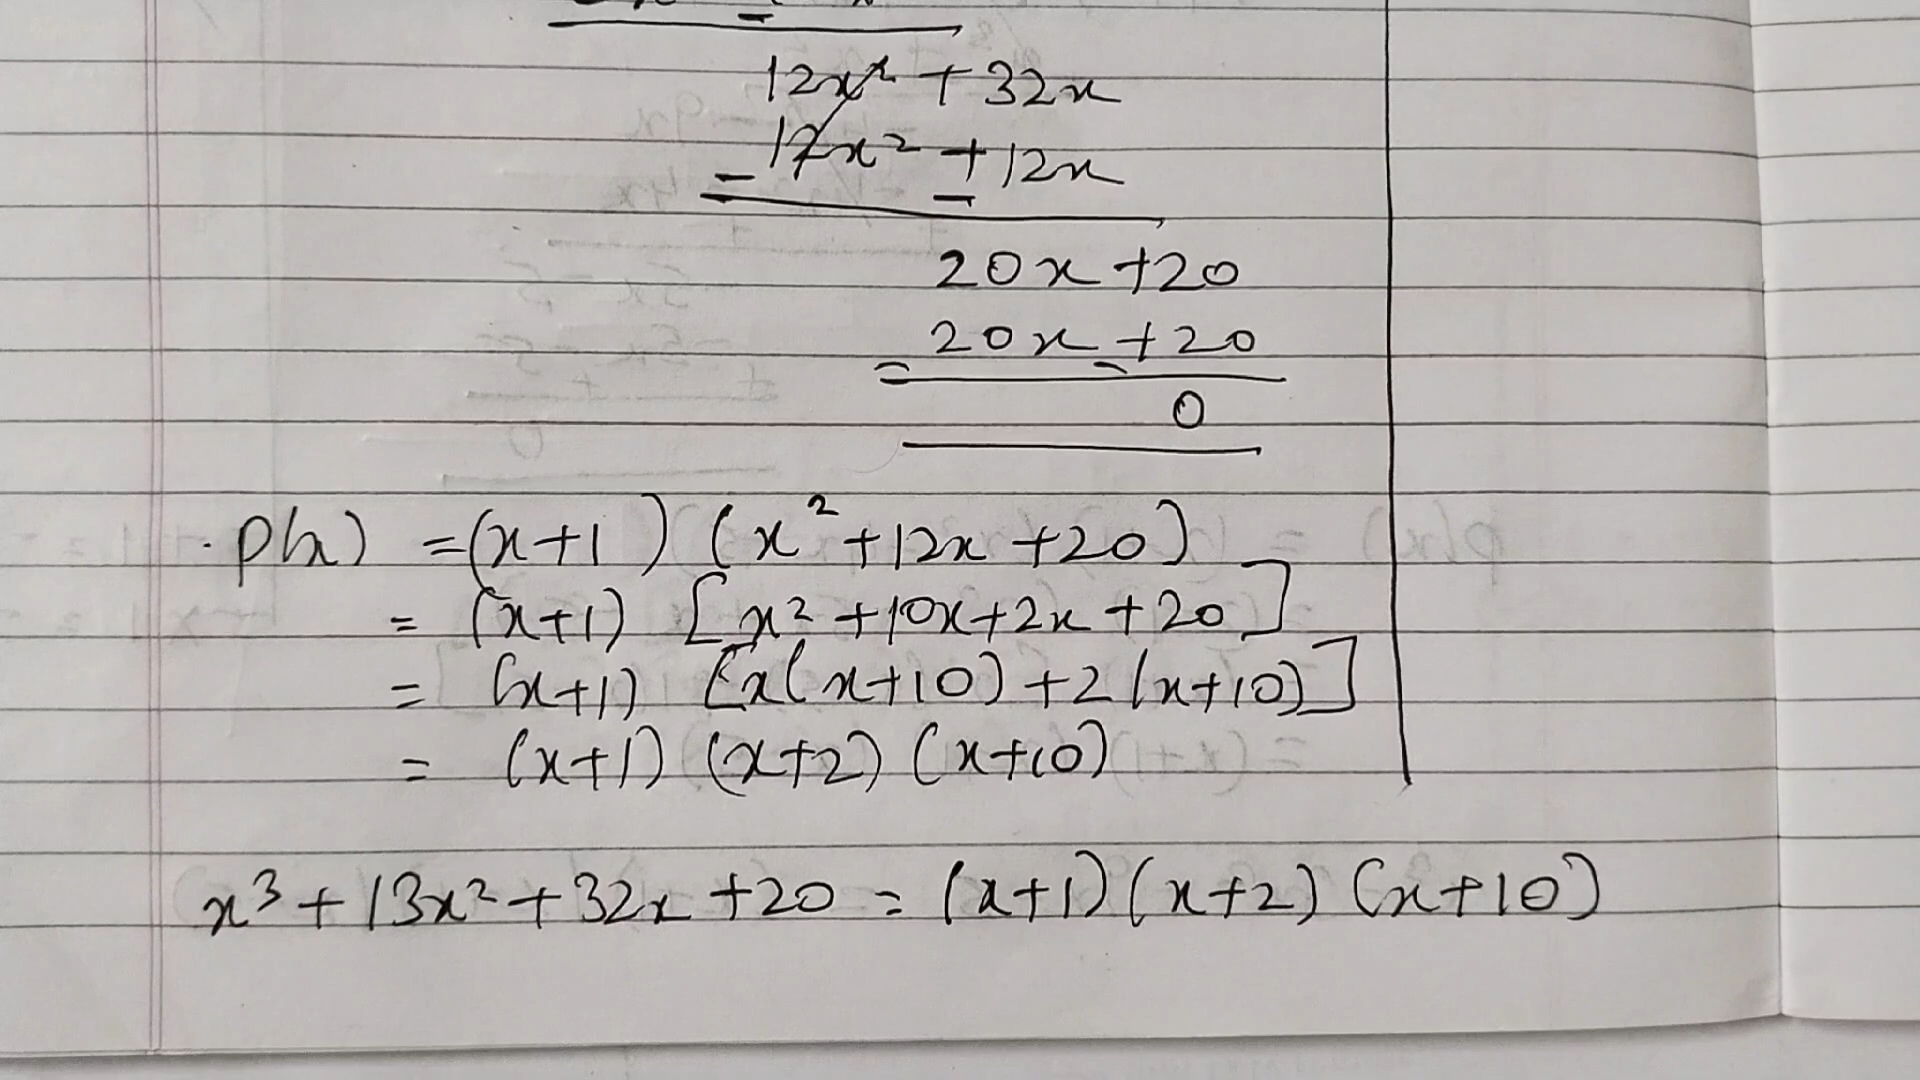 12x² + 32x
12x² + 12x
- -
20x + 20
20x + 20
- -
0
. p(x) = (x+1) (x² + 12x + 20)
= (x+1) [x² + 10x + 2x + 20]
= (x+1) [x(x+10) + 2(x+10)]
= (x+1) (x+2) (x+10)
x³ + 13x² + 32x + 20 = (x+1) (x+2) (x+10)